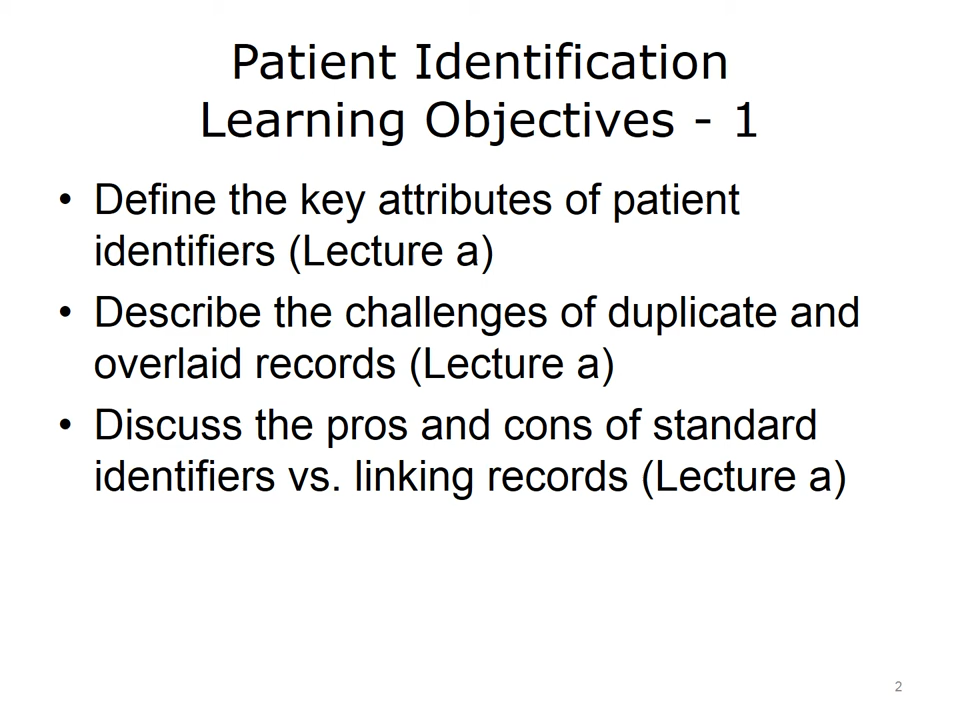 Patient Identification
Learning Objectives - 1
• Define the key attributes of patient
identifiers (Lecture a)
• Describe the challenges of duplicate and
overlaid records (Lecture a)
• Discuss the pros and cons of standard
identifiers vs. linking records (Lecture a)
2